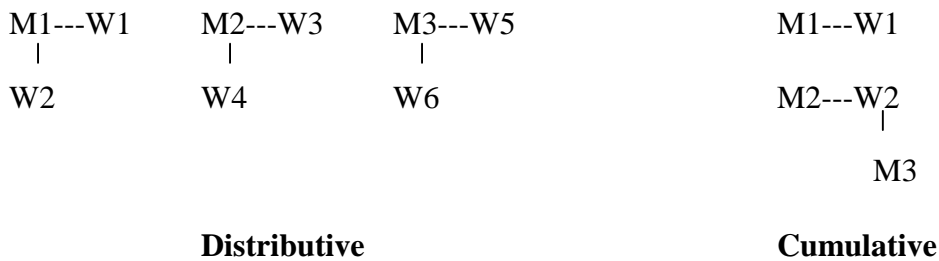 M1---W1 M2---W3 M3---W5 M1---W1
W2 W4 W6 M2---W2
M3
Distributive Cumulative